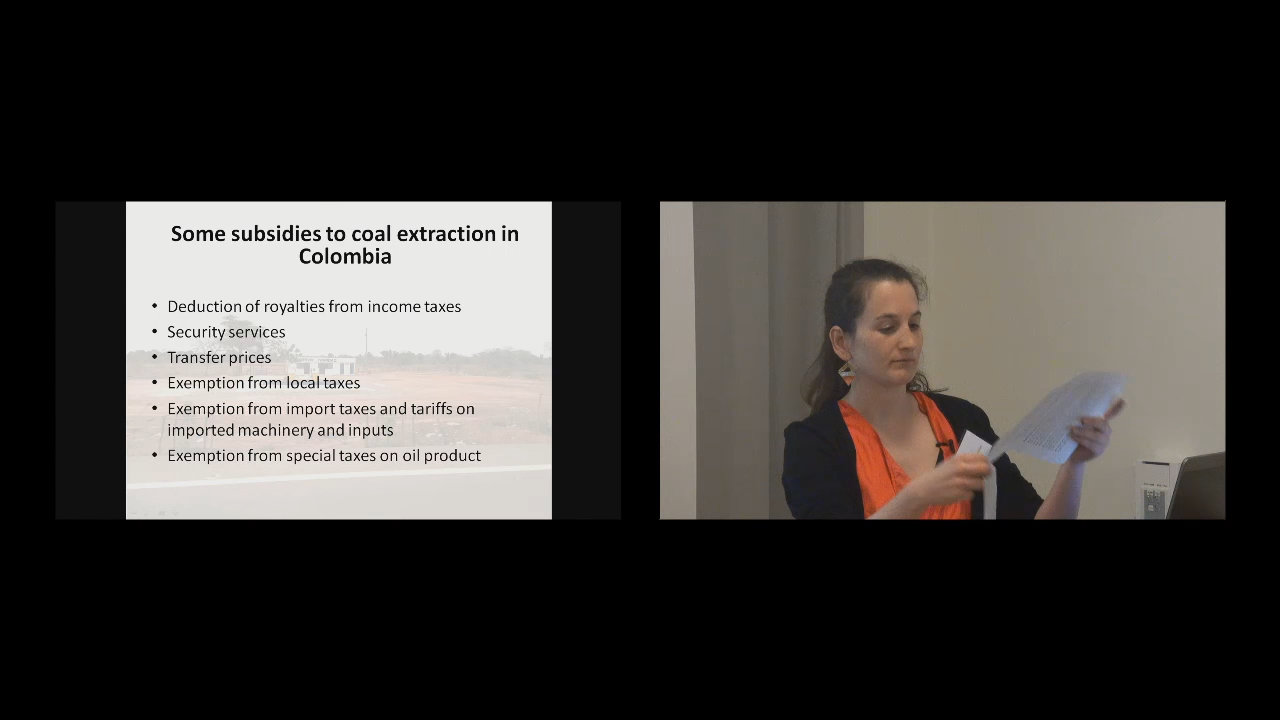 Some subsidies to coal extraction in
Colombia
• Deduction of royalties from income taxes
• Security services
• Transfer prices
• Exemption from local taxes
• Exemption from import taxes and tariffs on
imported machinery and inputs
• Exemption from special taxes on oil product